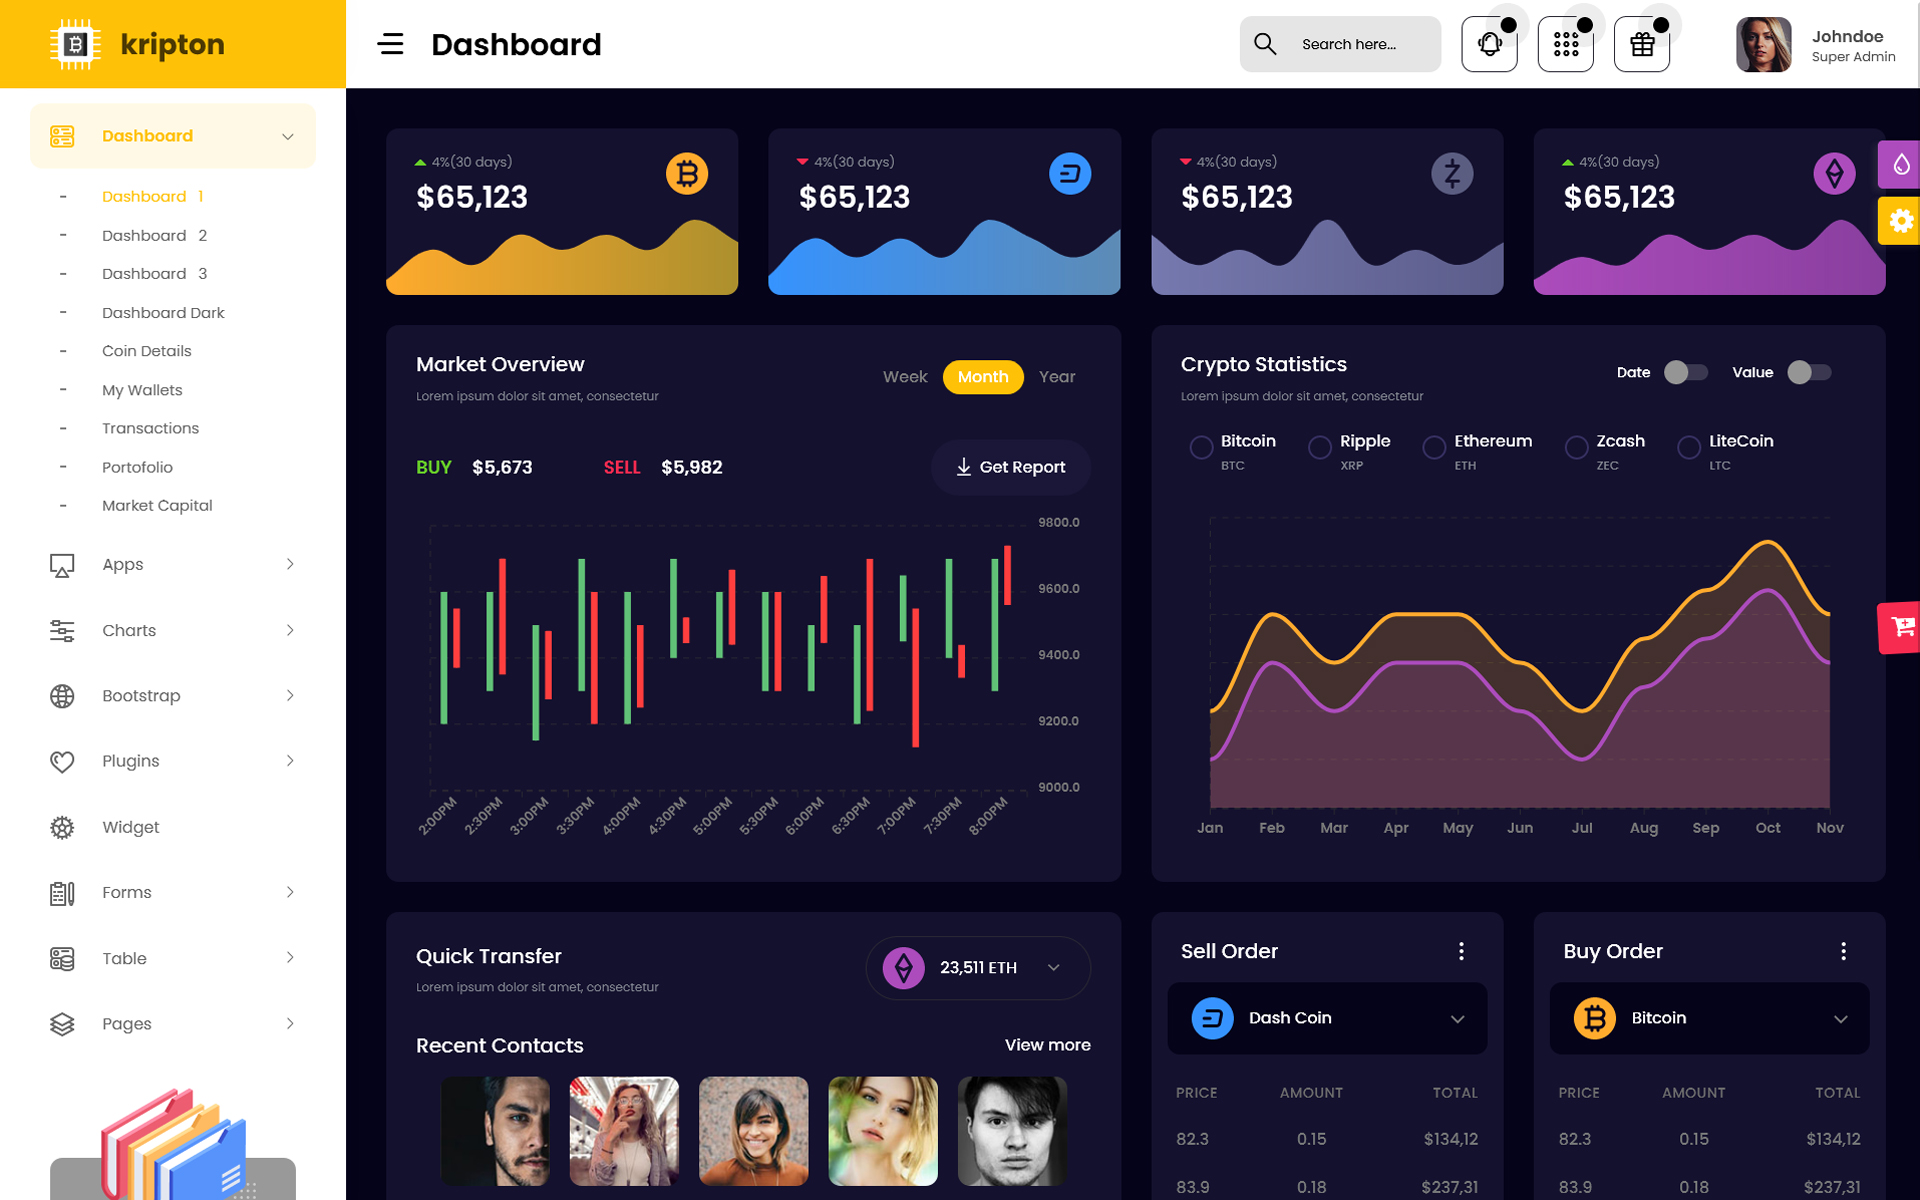 kripton
Dashboard
Search here...
Johndoe
Super Admin
Dashboard
- Dashboard 1
- Dashboard 2
- Dashboard 3
- Dashboard Dark
- Coin Details
- My Wallets
- Transactions
- Portofolio
- Market Capital
Apps
Charts
Bootstrap
Plugins
Widget
Forms
Table
Pages
4%(30 days)
$65,123
4%(30 days)
$65,123
4%(30 days)
$65,123
4%(30 days)
$65,123
Market Overview
Lorem ipsum dolor sit amet, consectetur
Week Month Year
BUY $5,673 SELL $5,982
Get Report
9800.0
9600.0
9400.0
9200.0
9000.0
2:00PM 2:30PM 3:00PM 3:30PM 4:00PM 4:30PM 5:00PM 5:30PM 6:00PM 6:30PM 7:00PM 7:30PM 8:00PM
Crypto Statistics
Lorem ipsum dolor sit amet, consectetur
Date Value
Bitcoin Ripple Ethereum Zcash LiteCoin
BTC XRP ETH ZEC LTC
Jan Feb Mar Apr May Jun Jul Aug Sep Oct Nov
Quick Transfer
Lorem ipsum dolor sit amet, consectetur
23,511 ETH
Recent Contacts
View more
Sell Order
Dash Coin
PRICE AMOUNT TOTAL
82.3 0.15 $134,12
83.9 0.18 $237,31
Buy Order
Bitcoin
PRICE AMOUNT TOTAL
82.3 0.15 $134,12
83.9 0.18 $237,31